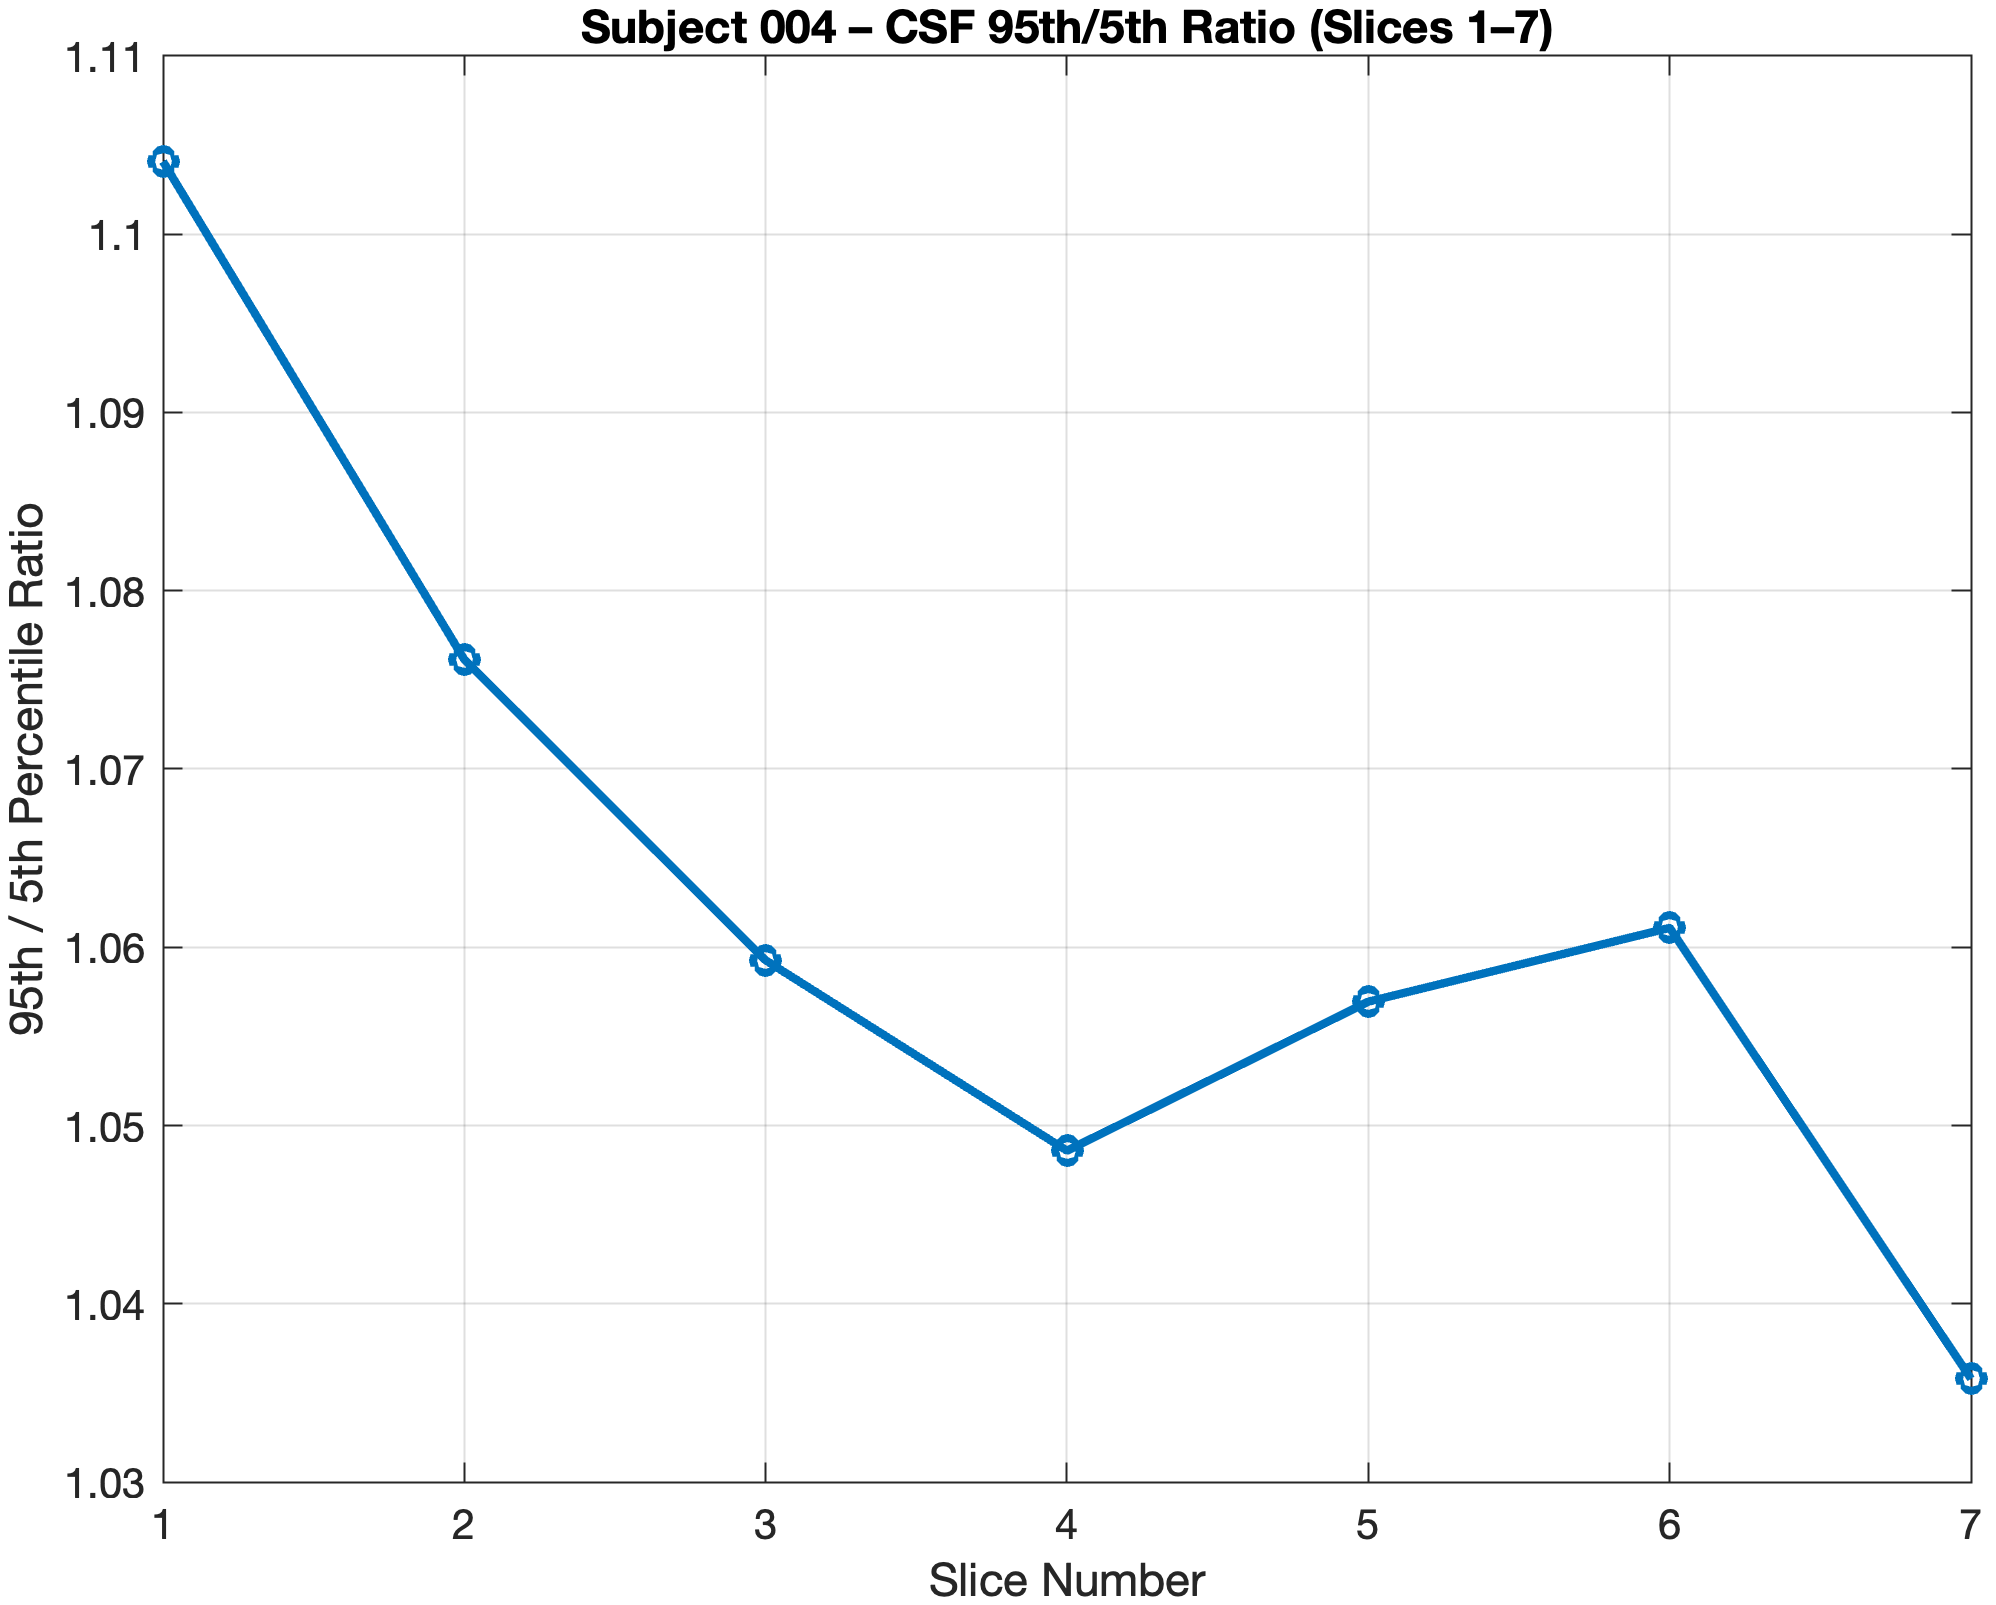 Subject 004 – CSF 95th/5th Ratio (Slices 1–7)
95th / 5th Percentile Ratio
1.11
1.1
1.09
1.08
1.07
1.06
1.05
1.04
1.03
1 2 3 4 5 6 7
Slice Number